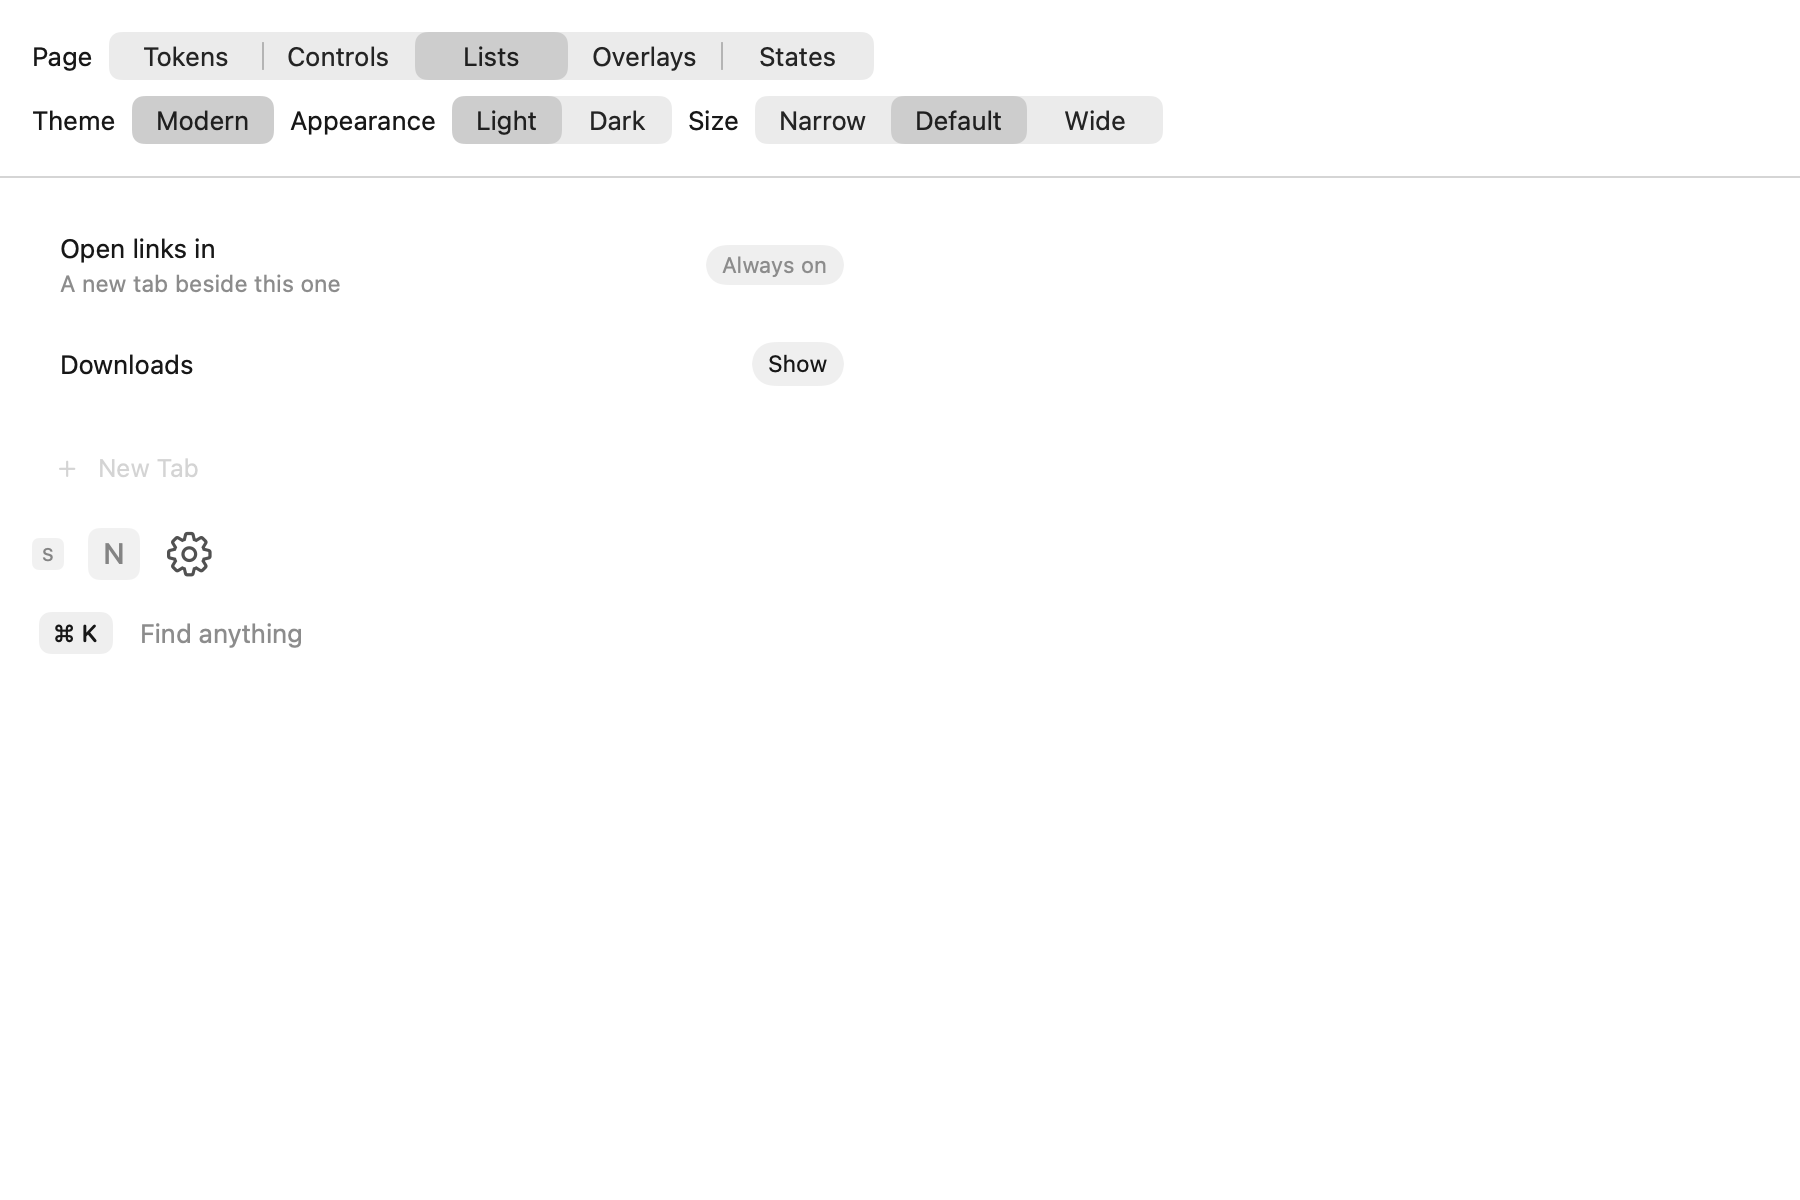 Page Tokens Controls Lists Overlays States
Theme Modern Appearance Light Dark Size Narrow Default Wide
Open links in
A new tab beside this one
Always on
Downloads
Show
+ New Tab
S N
⌘ K Find anything